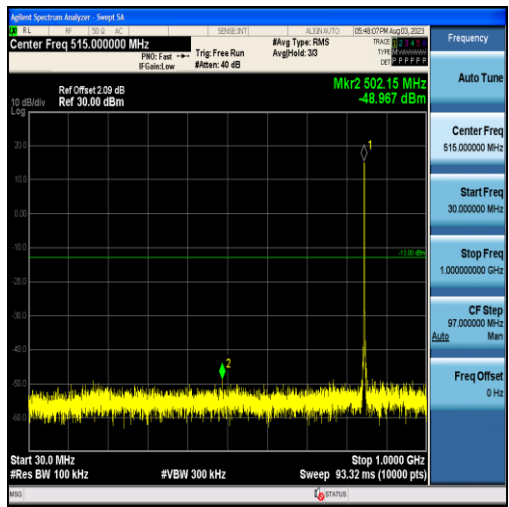 Agilent Spectrum Analyzer - Swept SA
RL RF 50 Ω AC SENSE:INT ALIGN AUTO 05:48:07 PM Aug 03, 2023
Center Freq 515.000000 MHz
PNO: Fast
IFGain:Low
Trig: Free Run
#Atten: 40 dB
#Avg Type: RMS
Avg|Hold: 3/3
TRACE 1 2 3 4 5 6
TYPE M
DET P P P P P P
Mkr2 502.15 MHz
-48.967 dBm
Ref Offset 2.09 dB
Ref 30.00 dBm
10 dB/div
Log
20.0
10.0
0.00
-10.0
-20.0
-30.0
-40.0
-50.0
-60.0
1
-13.00 dBm
2
Start 30.0 MHz
Stop 1.0000 GHz
#Res BW 100 kHz
#VBW 300 kHz
Sweep 93.32 ms (10000 pts)
MSG
STATUS
Frequency
Auto Tune
Center Freq
515.000000 MHz
Start Freq
30.000000 MHz
Stop Freq
1.000000000 GHz
CF Step
97.000000 MHz
Auto Man
Freq Offset
0 Hz